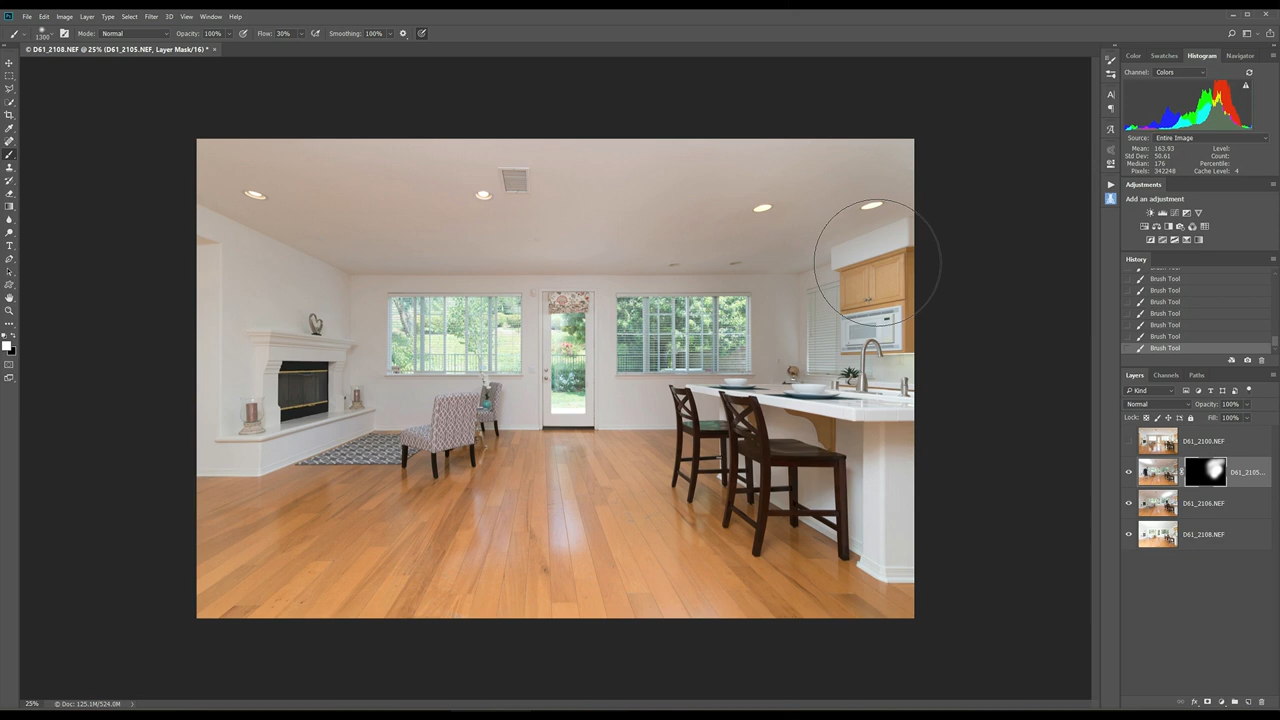 File Edit Image Layer Type Select Filter 3D View Window Help
1300 Mode: Normal Opacity: 100% Flow: 30% Smoothing: 100%
© D61_2108.NEF @ 25% (D61_2105.NEF, Layer Mask/16) * ×
Color Swatches Histogram Navigator
Channel: Colors
Source: Entire Image
Mean: 163.93 Level:
Std Dev: 50.61 Count:
Median: 176 Percentile:
Pixels: 342248 Cache Level: 4
Adjustments
Add an adjustment
History
Brush Tool
Brush Tool
Brush Tool
Brush Tool
Brush Tool
Brush Tool
Brush Tool
Layers Channels Paths
Kind
Normal Opacity: 100%
Lock: Fill: 100%
D61_2100.NEF
D61_2105...
D61_2106.NEF
D61_2108.NEF
25% © Doc: 125.1M/524.0M